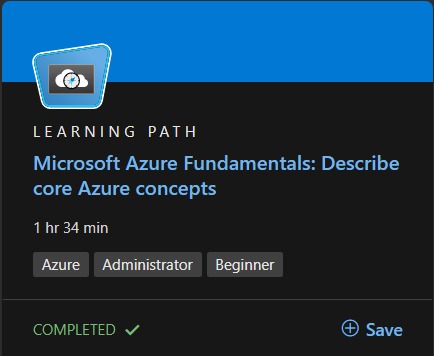 LEARNING PATH
Microsoft Azure Fundamentals: Describe
core Azure concepts
1 hr 34 min
Azure Administrator Beginner
COMPLETED Save